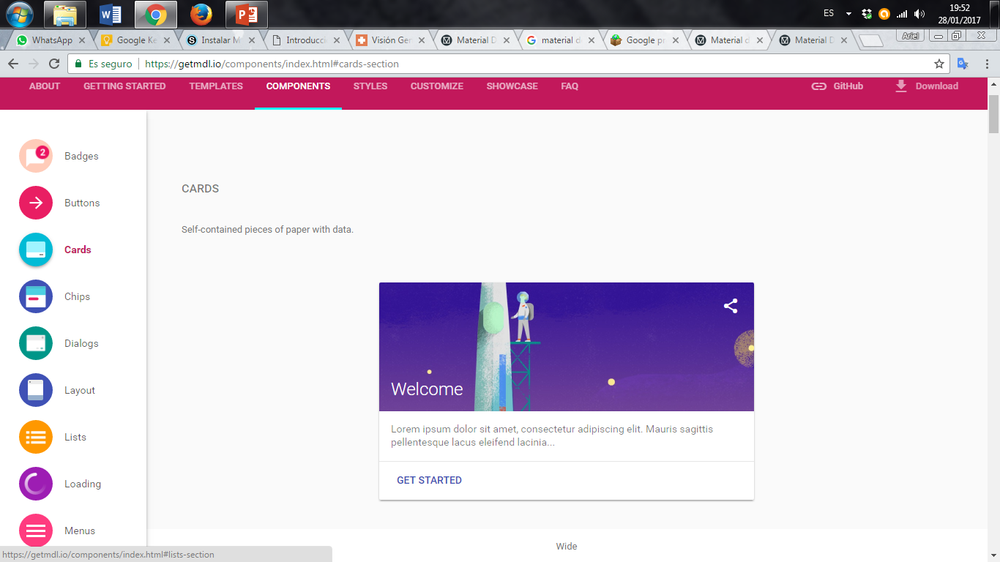 ES
19:52
28/01/2017
WhatsApp
Google Ke
Instalar M
Introducci
Visión Ger
Material D
material d
Google pr
Material d
Material D
Ariel
Es seguro
https://getmdl.io/components/index.html#cards-section
ABOUT GETTING STARTED TEMPLATES COMPONENTS STYLES CUSTOMIZE SHOWCASE FAQ GitHub Download
2
Badges
Buttons
Cards
Chips
Dialogs
Layout
Lists
Loading
Menus
CARDS
Self-contained pieces of paper with data.
Welcome
Lorem ipsum dolor sit amet, consectetur adipiscing elit. Mauris sagittis
pellentesque lacus eleifend lacinia...
GET STARTED
Wide
https://getmdl.io/components/index.html#lists-section